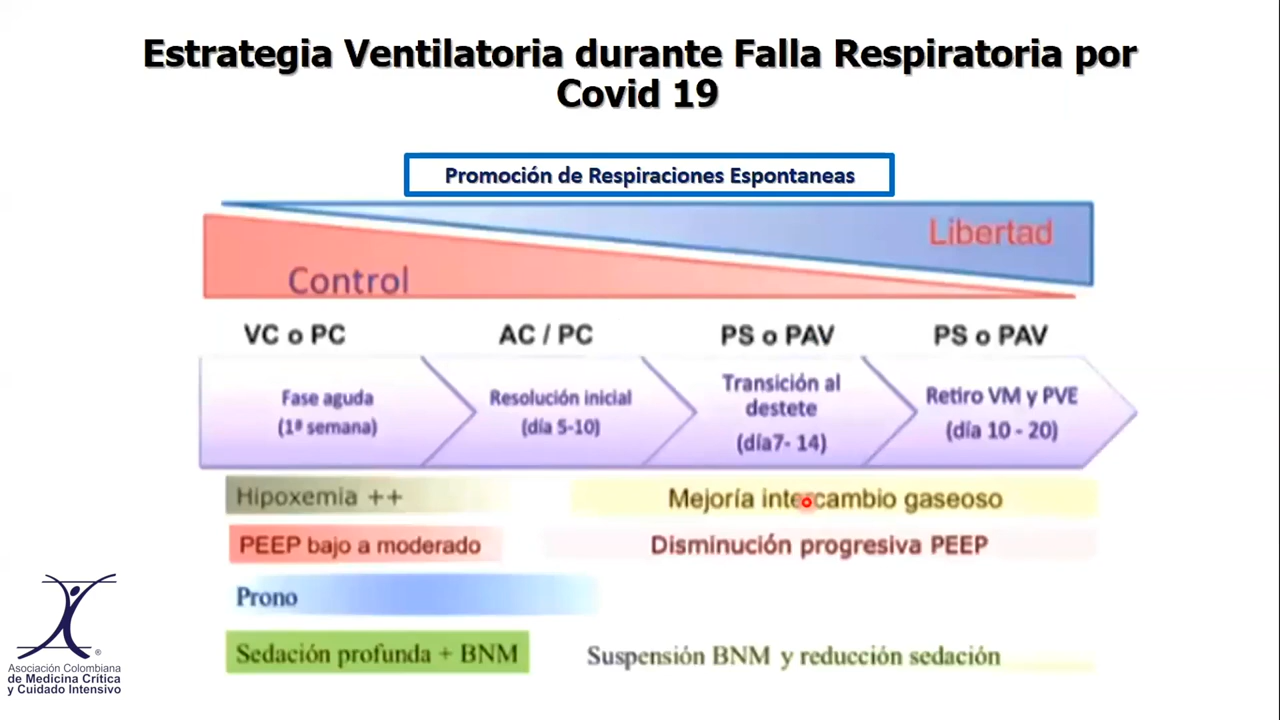 Estrategia Ventilatoria durante Falla Respiratoria por
Covid 19
Promoción de Respiraciones Espontaneas
Libertad
Control
VC o PC
AC / PC
PS o PAV
PS o PAV
Fase aguda
(1ª semana)
Resolución inicial
(día 5-10)
Transición al
destete
(día7- 14)
Retiro VM y PVE
(día 10 - 20)
Hipoxemia ++
Mejoría intercambio gaseoso
PEEP bajo a moderado
Disminución progresiva PEEP
Prono
Sedación profunda + BNM
Suspensión BNM y reducción sedación
®
Asociación Colombiana
de Medicina Crítica
y Cuidado Intensivo